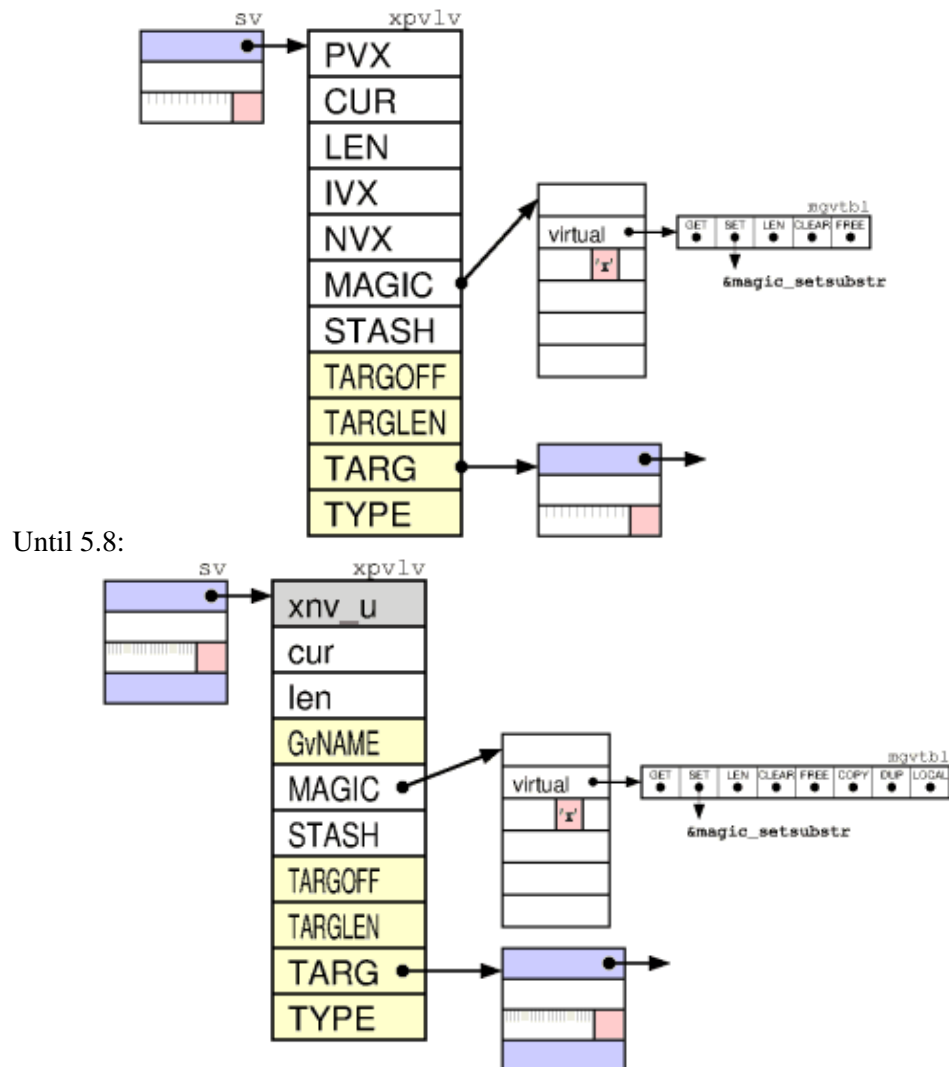 sv xpvlv
PVX
CUR
LEN
IVX
NVX
MAGIC
STASH
TARGOFF
TARGLEN
TARG
TYPE
virtual
'x'
mgvtbl
GET SET LEN CLEAR FREE
&magic_setsubstr
Until 5.8:
sv xpvlv
xnv_u
cur
len
GvNAME
MAGIC
STASH
TARGOFF
TARGLEN
TARG
TYPE
virtual
'x'
mgvtbl
GET SET LEN CLEAR FREE COPY DUP LOCAL
&magic_setsubstr